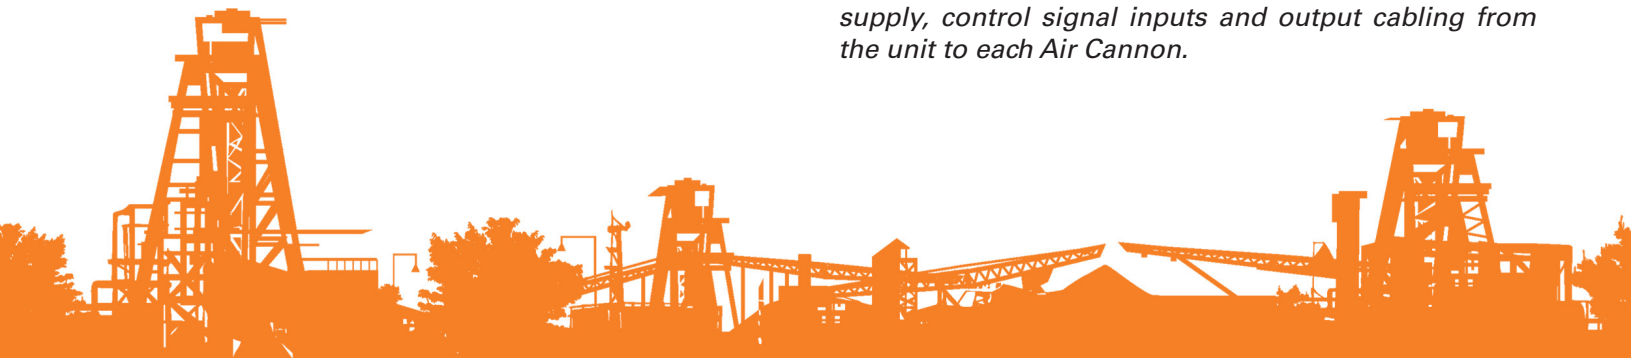 supply, control signal inputs and output cabling from
the unit to each Air Cannon.